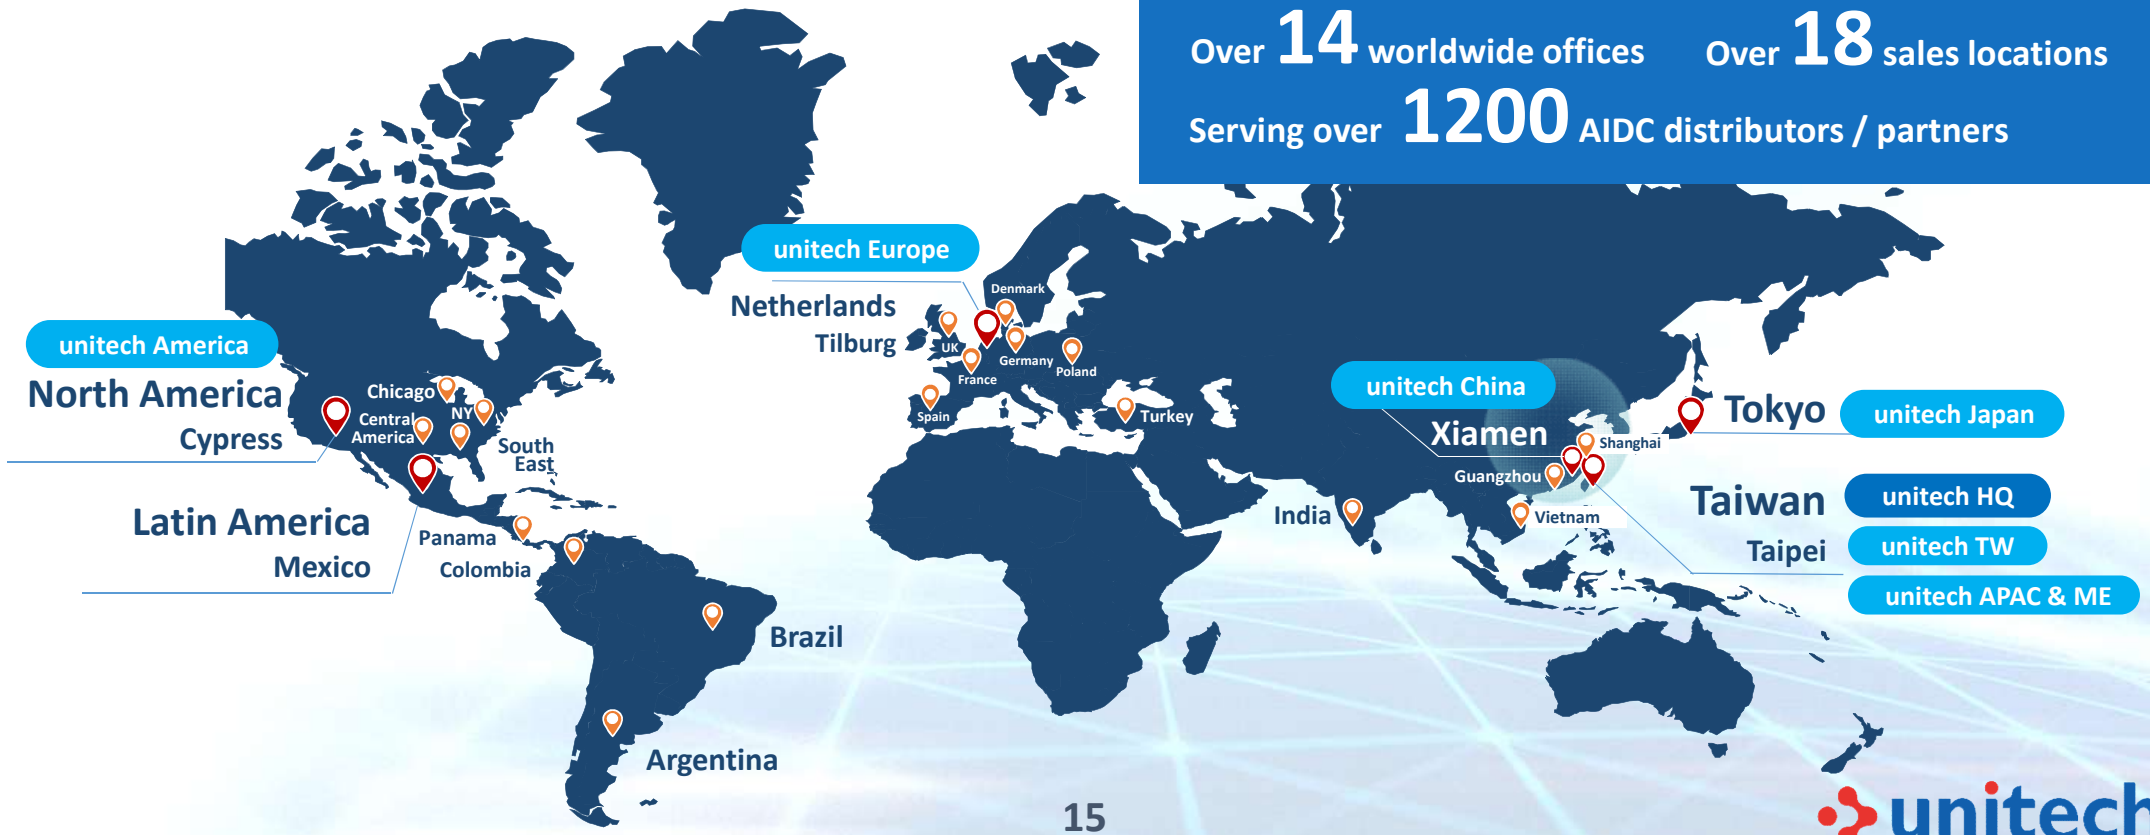 Over 14 worldwide offices
Over 18 sales locations
Serving over 1200 AIDC distributors / partners
unitech America
North America
Cypress
Chicago
NY
Central
America
South
East
Latin America
Mexico
Panama
Colombia
Brazil
Argentina
unitech Europe
Netherlands
Tilburg
Denmark
UK
Germany
Poland
France
Spain
Turkey
India
unitech China
Xiamen
Shanghai
Guangzhou
Vietnam
Tokyo
unitech Japan
Taiwan
unitech HQ
Taipei
unitech TW
unitech APAC & ME
15
unitech